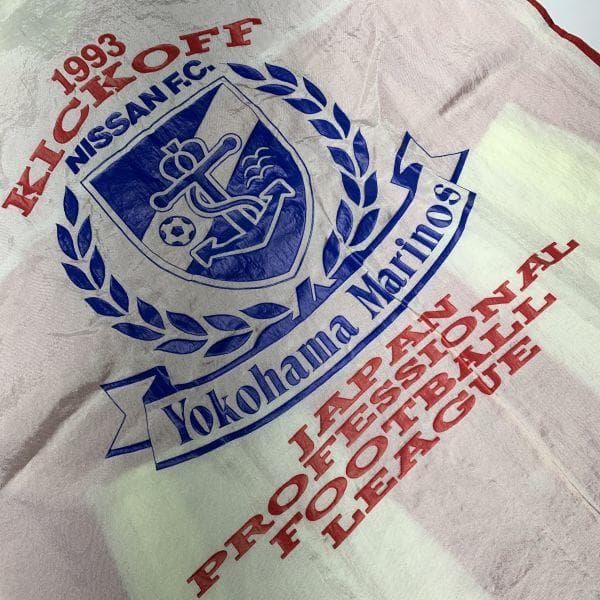 1993
KICKOFF
NISSAN F.C.
Yokohama Marinos
JAPAN
PROFESSIONAL
FOOTBALL
LEAGUE